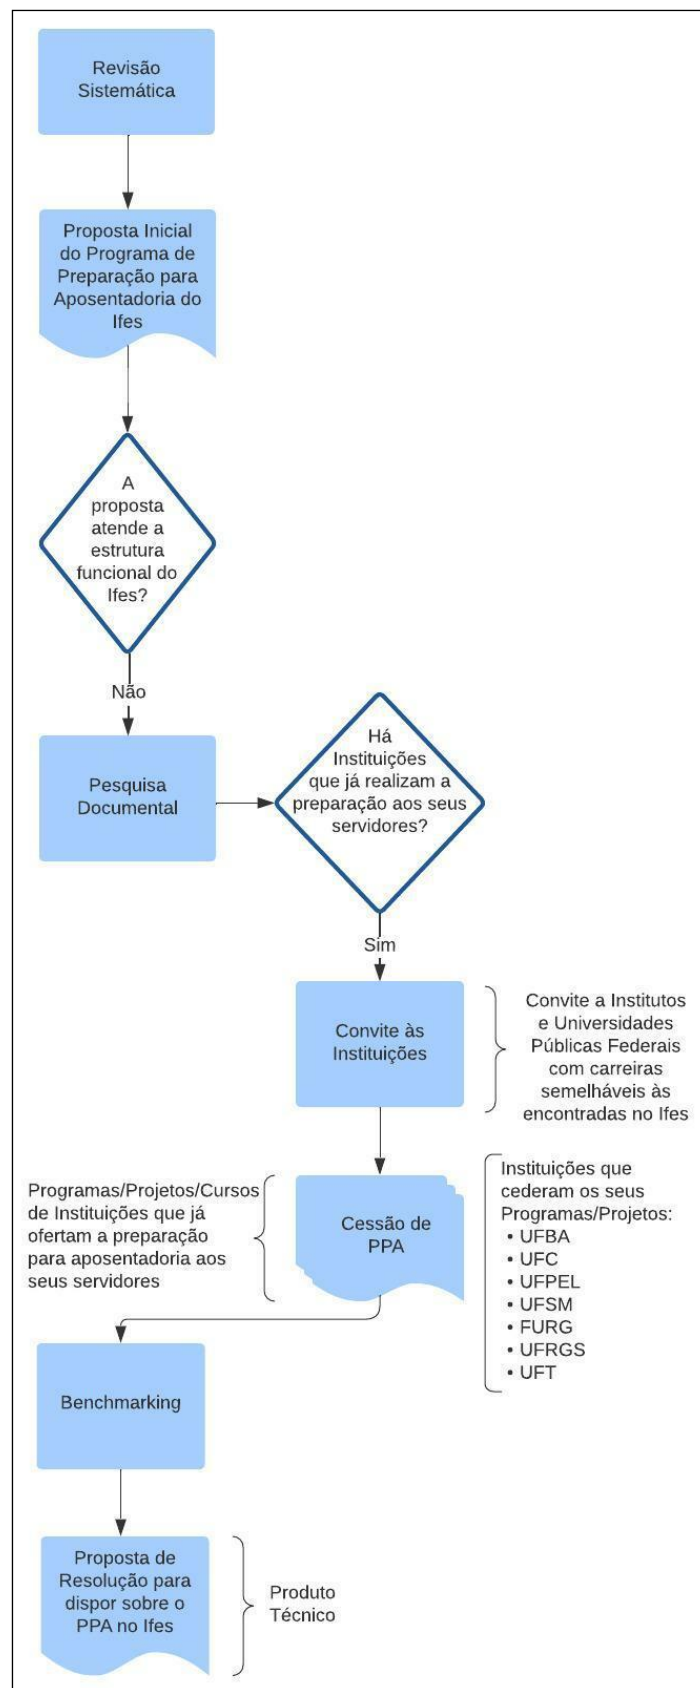 Revisão
Sistemática
Proposta Inicial
do Programa de
Preparação para
Aposentadoria do
Ifes
A
proposta
atende a
estrutura
funcional do
Ifes?
Não
Pesquisa
Documental
Há
Instituições
que já realizam a
preparação aos seus
servidores?
Sim
Convite às
Instituições
Convite a Institutos
e Universidades
Públicas Federais
com carreiras
semelháveis às
encontradas no Ifes
Programas/Projetos/Cursos
de Instituições que já
ofertam a preparação
para aposentadoria aos
seus servidores
Cessão de
PPA
Instituições que
cederam os seus
Programas/Projetos:
• UFBA
• UFC
• UFPEL
• UFSM
• FURG
• UFRGS
• UFT
Benchmarking
Proposta de
Resolução para
dispor sobre o
PPA no Ifes
Produto
Técnico